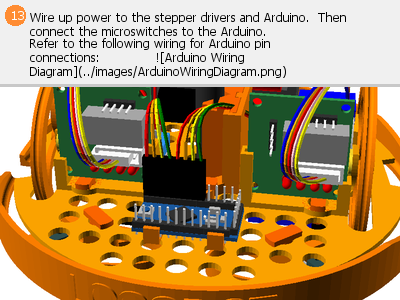 13 Wire up power to the stepper drivers and Arduino. Then
connect the microswitches to the Arduino.
Refer to the following wiring for Arduino pin
connections: ![Arduino Wiring
Diagram](../images/ArduinoWiringDiagram.png)